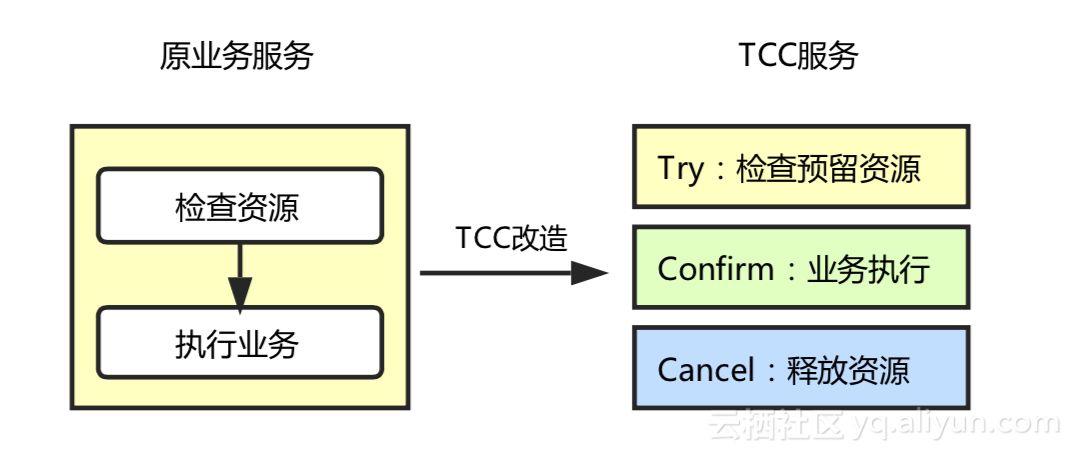 原业务服务
TCC服务
检查资源
执行业务
TCC改造
Try：检查预留资源
Confirm：业务执行
Cancel：释放资源
云栖社区 yq.aliyun.com